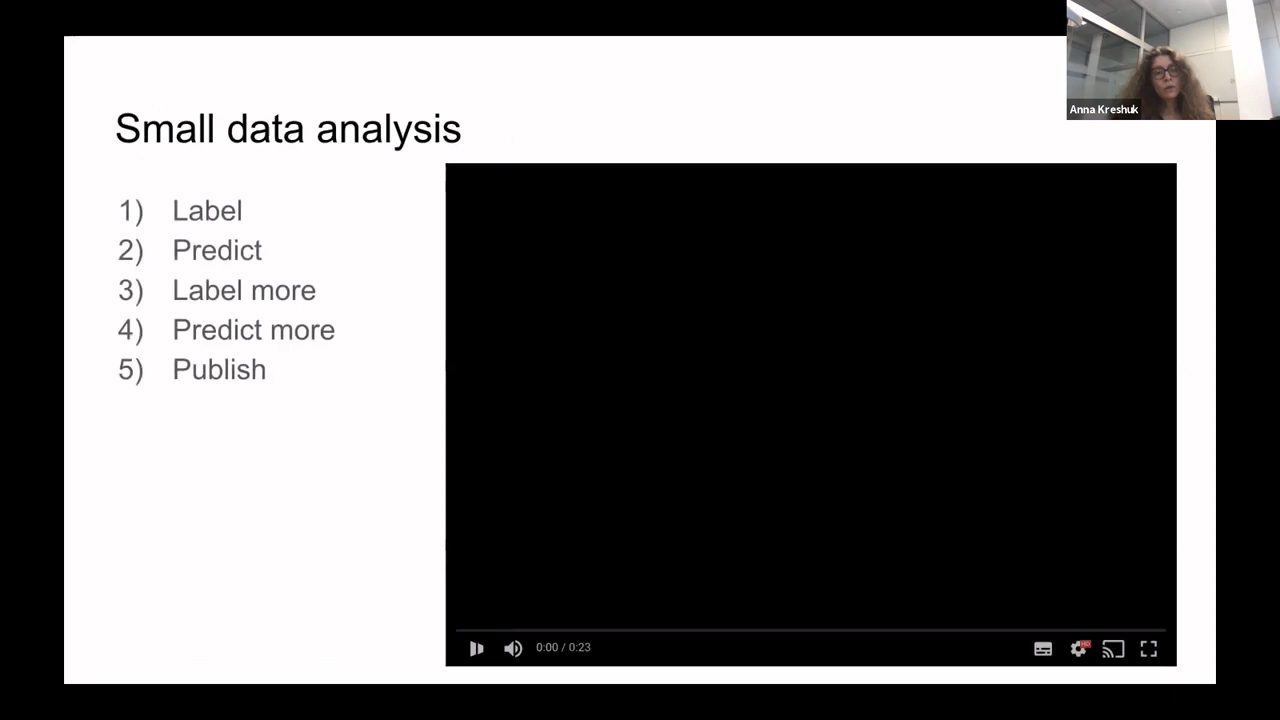 Anna Kreshuk
Small data analysis
1) Label
2) Predict
3) Label more
4) Predict more
5) Publish
0:00 / 0:23
HD